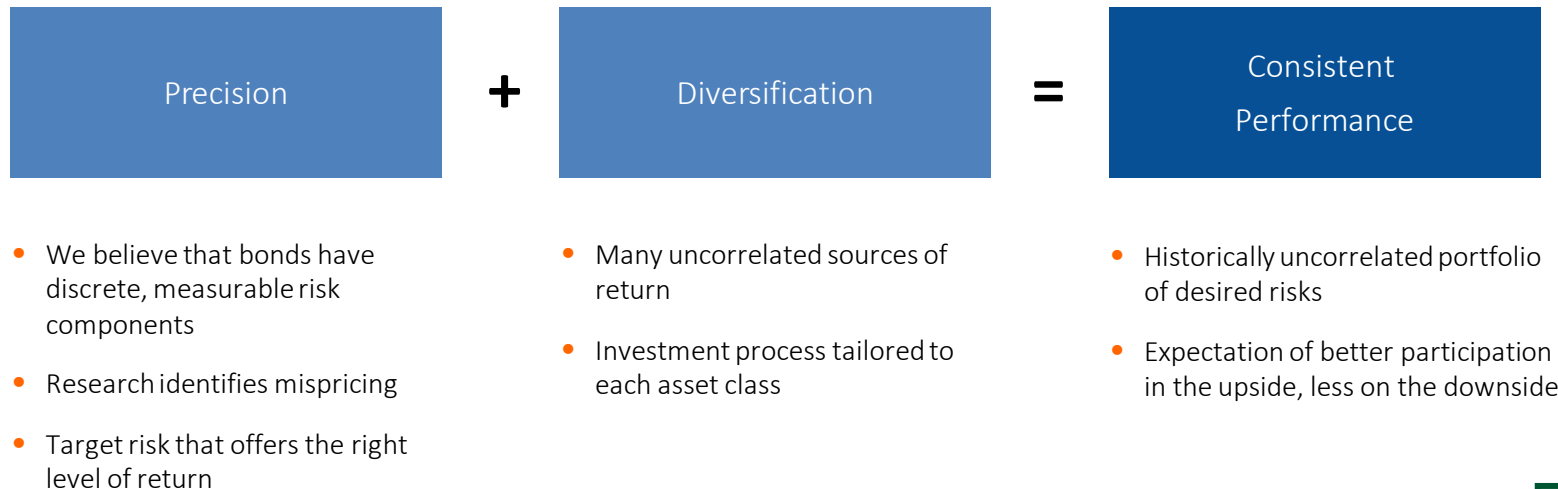 Precision
+
Diversification
=
Consistent
Performance
• We believe that bonds have
discrete, measurable risk
components
• Research identifies mispricing
• Target risk that offers the right
level of return
• Many uncorrelated sources of
return
• Investment process tailored to
each asset class
• Historically uncorrelated portfolio
of desired risks
• Expectation of better participation
in the upside, less on the downside